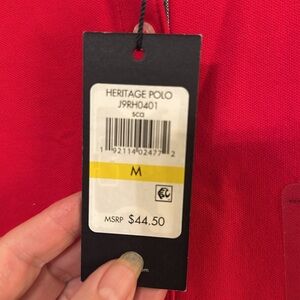 HERITAGE POLO
J9RH0401
sca
1 92114 02477 2
M
MSRP $44.50